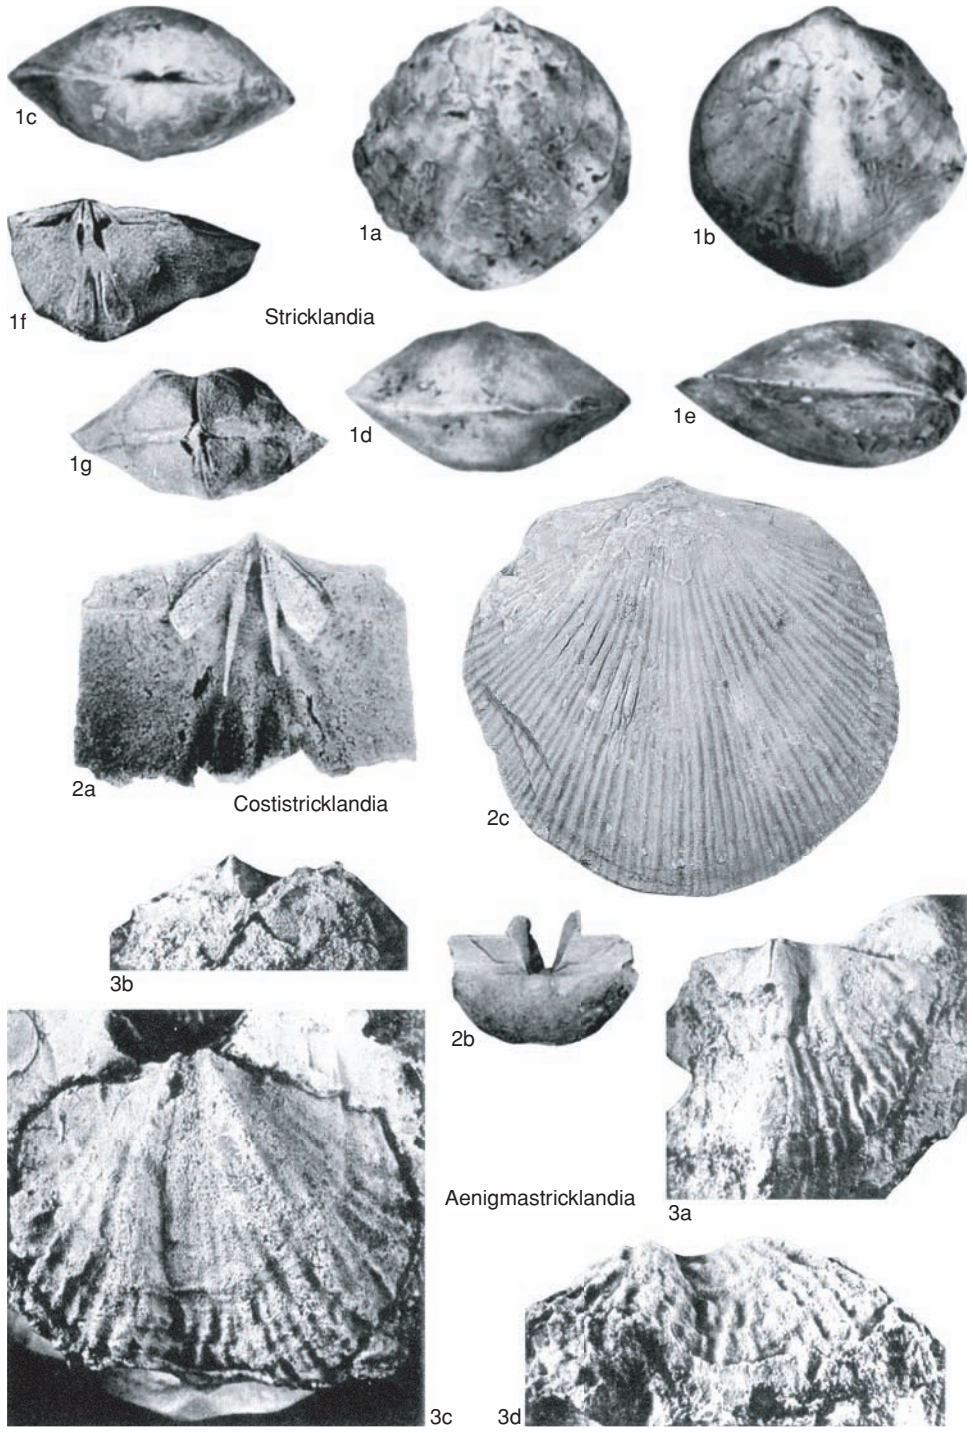 1c
1a
1b
1f
Stricklandia
1g
1d
1e
2a
Costistricklandia
2c
3b
2b
Aenigmastricklandia
3a
3c
3d